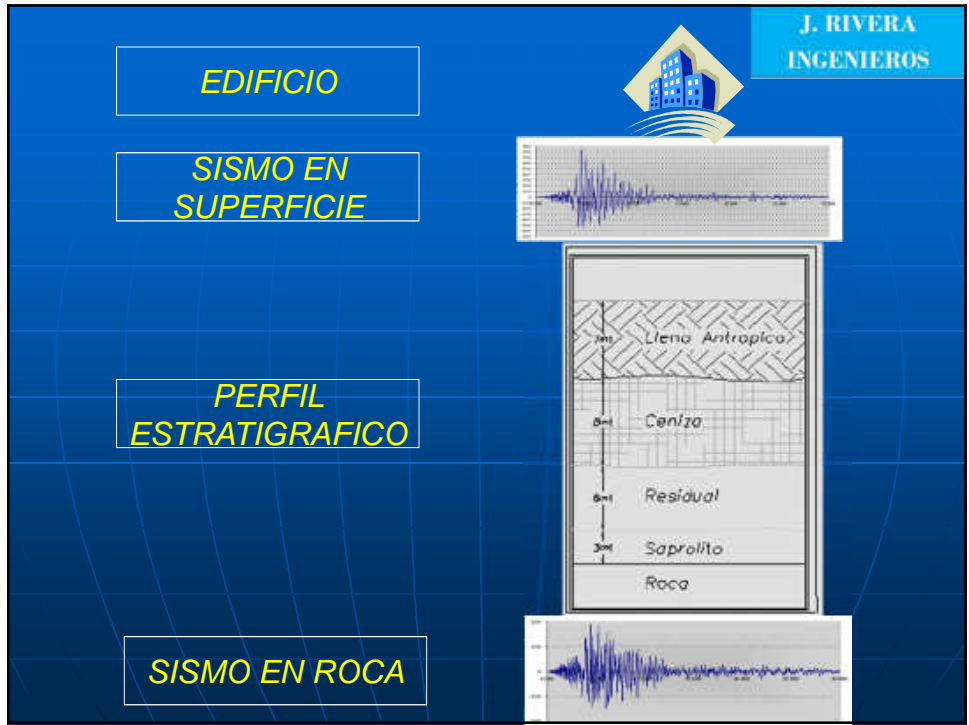 J. RIVERA
INGENIEROS
EDIFICIO
SISMO EN
SUPERFICIE
Lleno Antropico
PERFIL
ESTRATIGRAFICO
Ceniza
Residual
Saprolito
Roca
SISMO EN ROCA